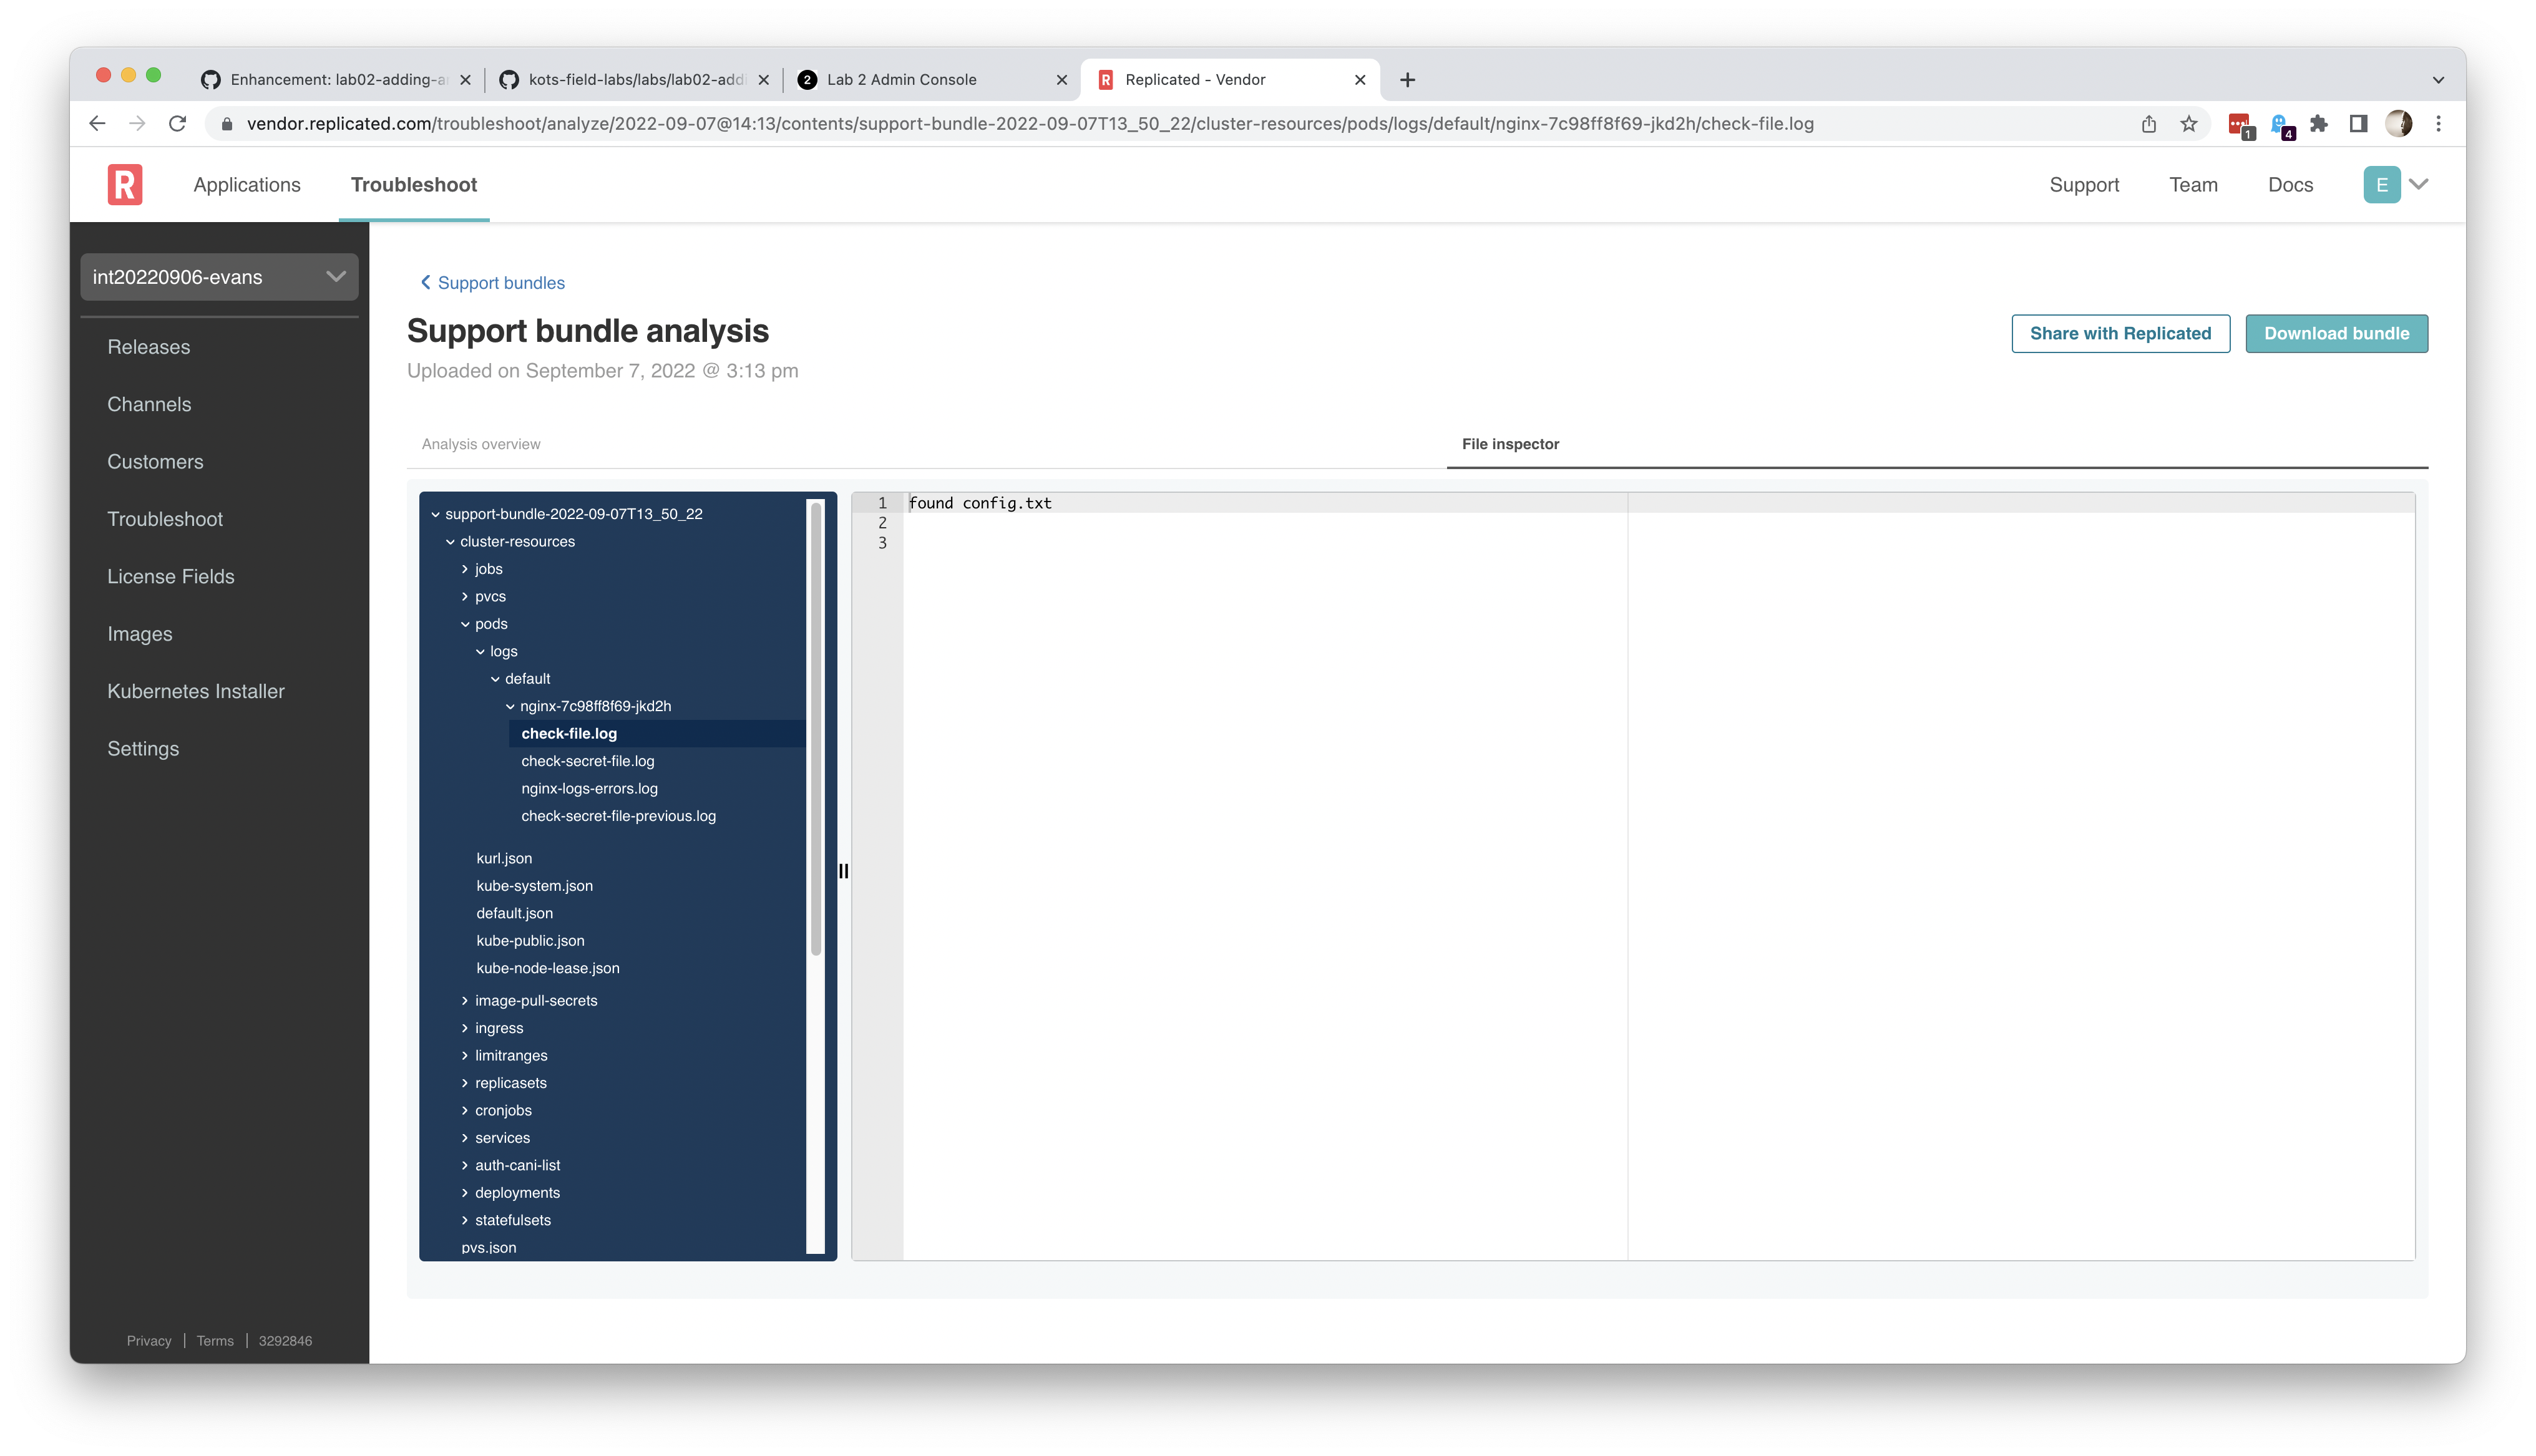 Enhancement: lab02-adding-a
kots-field-labs/labs/lab02-addi
2 Lab 2 Admin Console
R Replicated - Vendor
vendor.replicated.com/troubleshoot/analyze/2022-09-07@14:13/contents/support-bundle-2022-09-07T13_50_22/cluster-resources/pods/logs/default/nginx-7c98ff8f69-jkd2h/check-file.log
1
4
R
Applications
Troubleshoot
Support
Team
Docs
E
int20220906-evans
Releases
Channels
Customers
Troubleshoot
License Fields
Images
Kubernetes Installer
Settings
Privacy | Terms | 3292846
Support bundles
Support bundle analysis
Uploaded on September 7, 2022 @ 3:13 pm
Share with Replicated
Download bundle
Analysis overview
File inspector
support-bundle-2022-09-07T13_50_22
cluster-resources
jobs
pvcs
pods
logs
default
nginx-7c98ff8f69-jkd2h
check-file.log
check-secret-file.log
nginx-logs-errors.log
check-secret-file-previous.log
kurl.json
kube-system.json
default.json
kube-public.json
kube-node-lease.json
image-pull-secrets
ingress
limitranges
replicasets
cronjobs
services
auth-cani-list
deployments
statefulsets
pvs.json
1 found config.txt
2
3